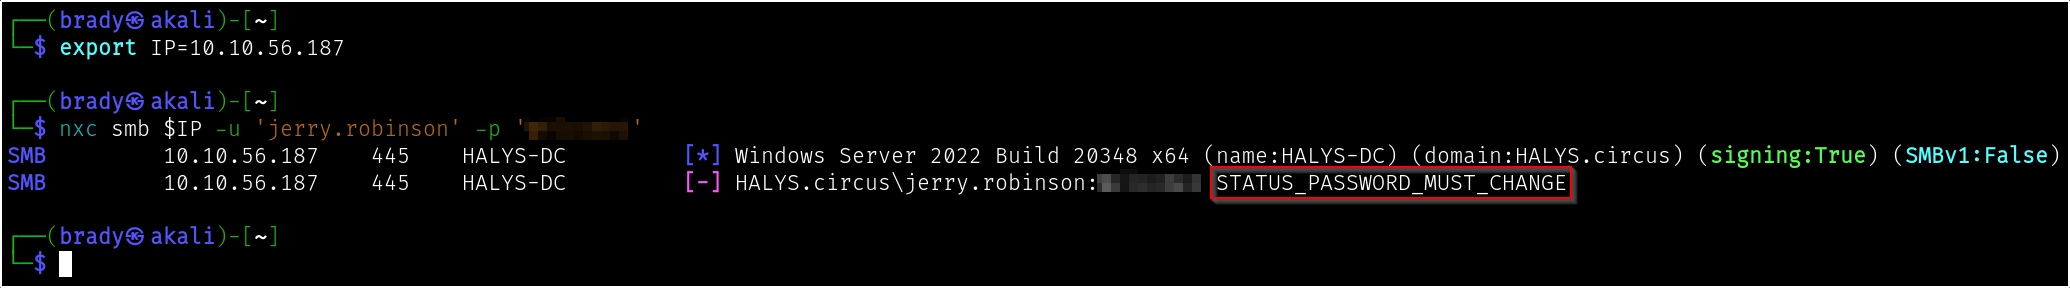 ┌──(brady㉿akali)-[~]
└─$ export IP=10.10.56.187
┌──(brady㉿akali)-[~]
└─$ nxc smb $IP -u 'jerry.robinson' -p ' '
SMB 10.10.56.187 445 HALYS-DC [*] Windows Server 2022 Build 20348 x64 (name:HALYS-DC) (domain:HALYS.circus) (signing:True) (SMBv1:False)
SMB 10.10.56.187 445 HALYS-DC [-] HALYS.circus\jerry.robinson: STATUS_PASSWORD_MUST_CHANGE
┌──(brady㉿akali)-[~]
└─$